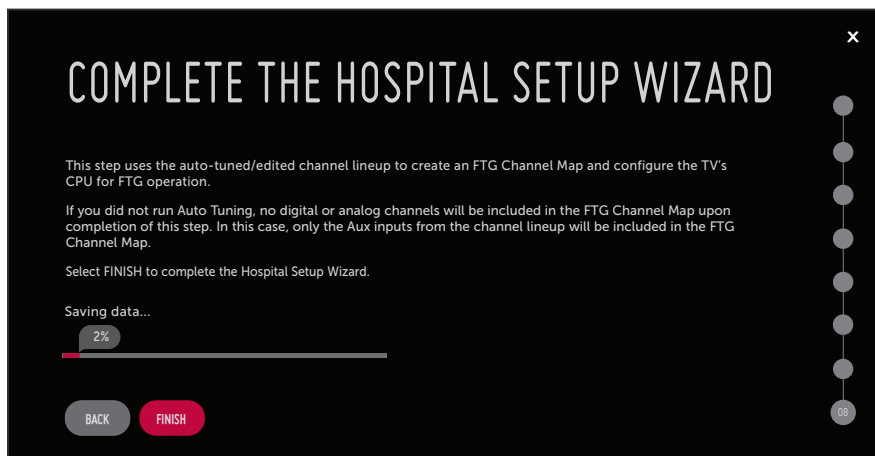 X
COMPLETE THE HOSPITAL SETUP WIZARD
This step uses the auto-tuned/edited channel lineup to create an FTG Channel Map and configure the TV's
CPU for FTG operation.
If you did not run Auto Tuning, no digital or analog channels will be included in the FTG Channel Map upon
completion of this step. In this case, only the Aux inputs from the channel lineup will be included in the FTG
Channel Map.
Select FINISH to complete the Hospital Setup Wizard.
Saving data...
2%
BACK FINISH
08